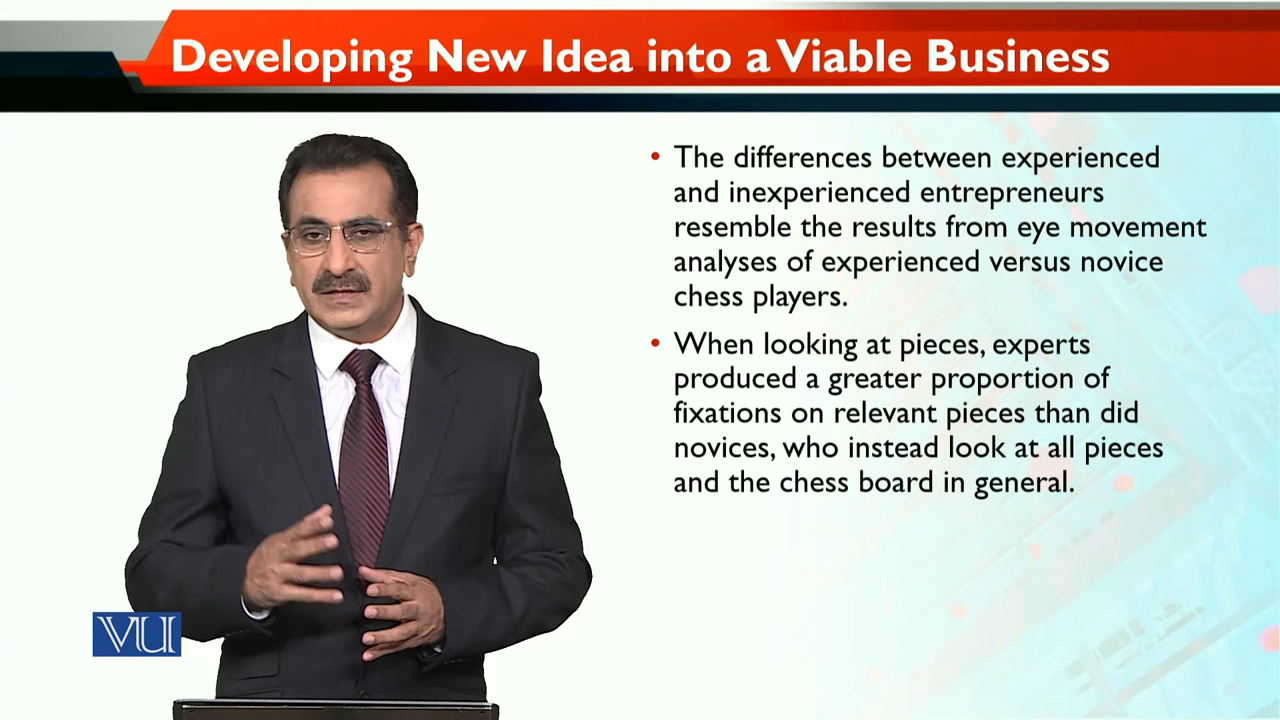 Developing New Idea into a Viable Business
• The differences between experienced
and inexperienced entrepreneurs
resemble the results from eye movement
analyses of experienced versus novice
chess players.
• When looking at pieces, experts
produced a greater proportion of
fixations on relevant pieces than did
novices, who instead look at all pieces
and the chess board in general.
VU